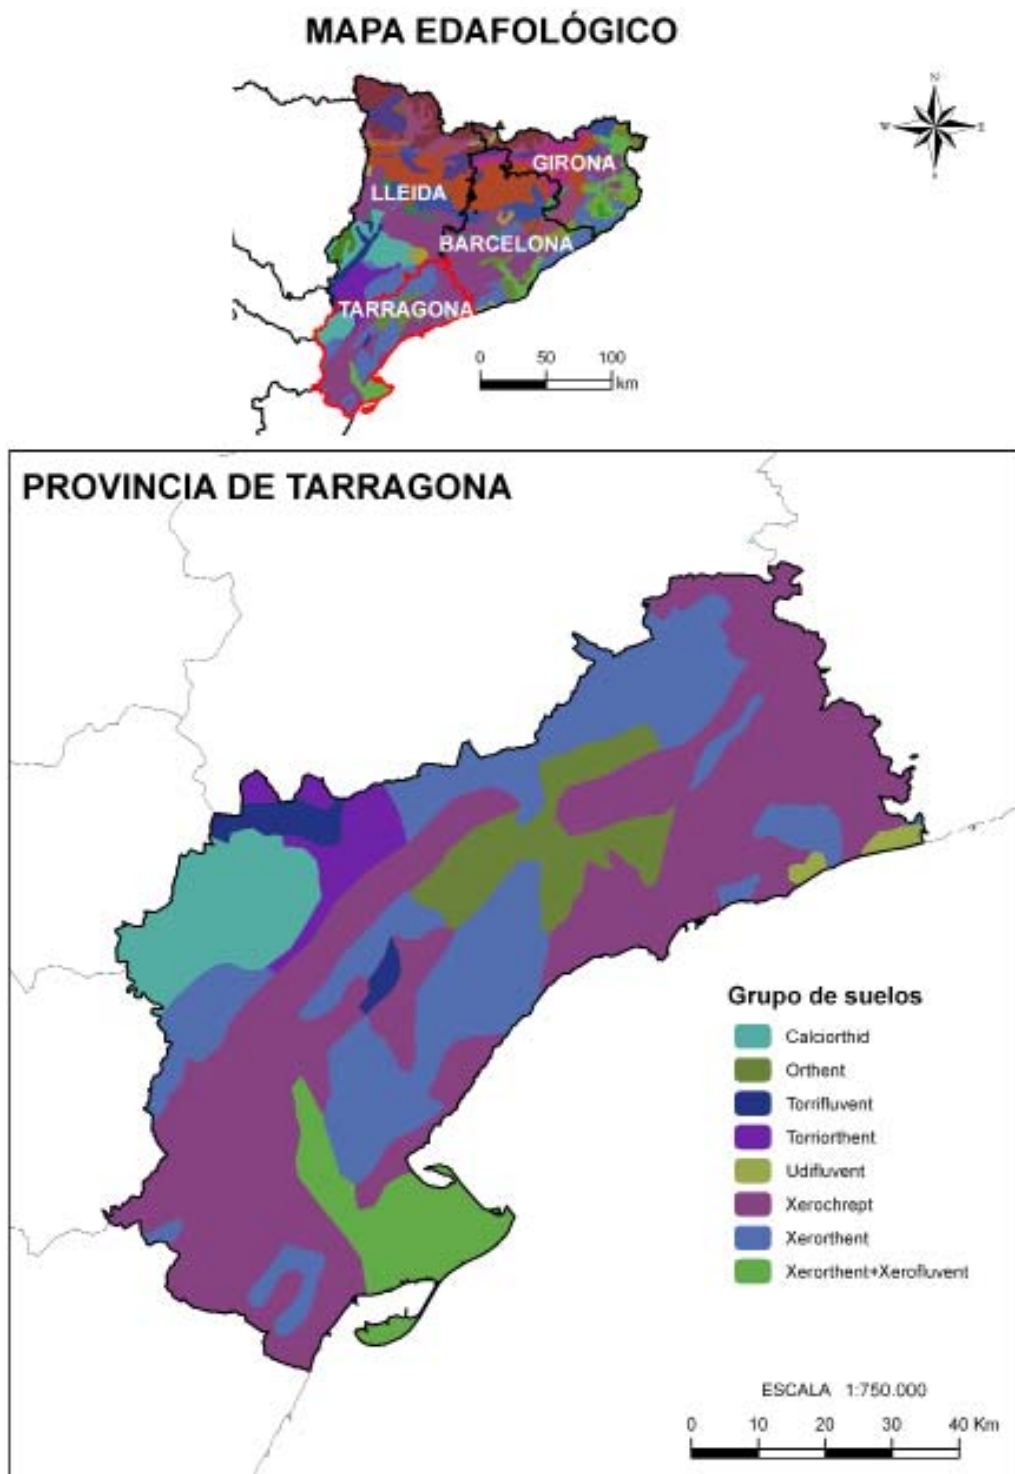 MAPA EDAFOLÓGICO
N
W
E
S
GIRONA
LLEIDA
BARCELONA
TARRAGONA
0 50 100
km
PROVINCIA DE TARRAGONA
Grupo de suelos
Calciorthid
Orthent
Torrifluvent
Torriorthent
Udifluvent
Xerochrept
Xerorthent
Xerorthent+Xerofluvent
ESCALA 1:750.000
0 10 20 30 40 Km